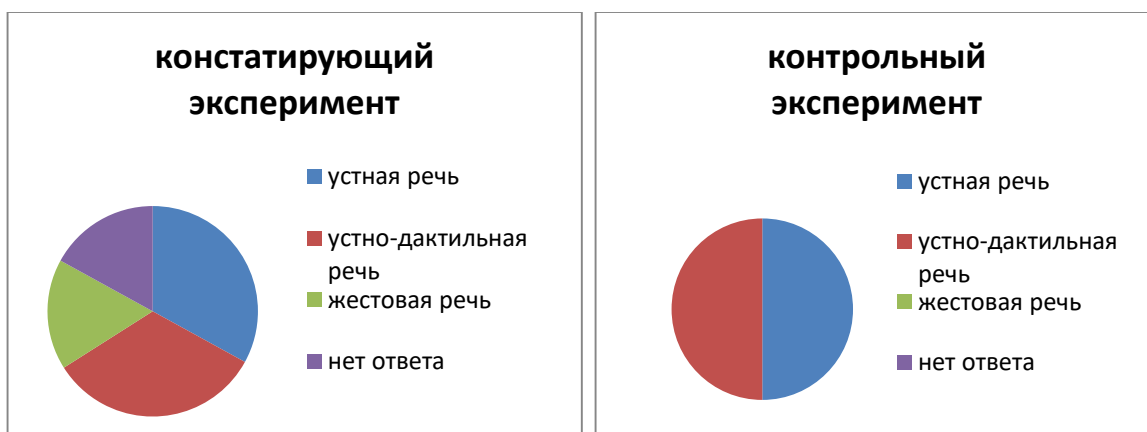 констатирующий
эксперимент
устная речь
устно-дактильная
речь
жестовая речь
нет ответа
контрольный
эксперимент
устная речь
устно-дактильная
речь
жестовая речь
нет ответа